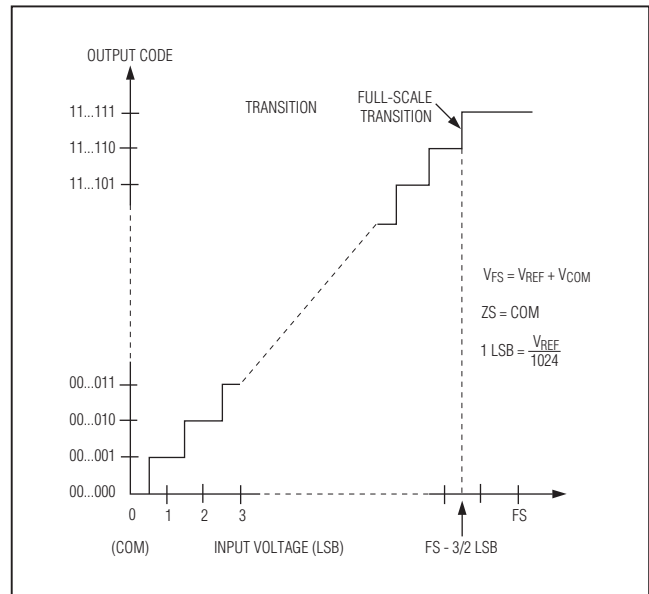 OUTPUT CODE
TRANSITION
FULL-SCALE
TRANSITION
11...111
11...110
11...101
VFS = VREF + VCOM
ZS = COM
1 LSB = VREF
1024
00...011
00...010
00...001
00...000
0
1
2
3
FS
(COM)
INPUT VOLTAGE (LSB)
FS - 3/2 LSB